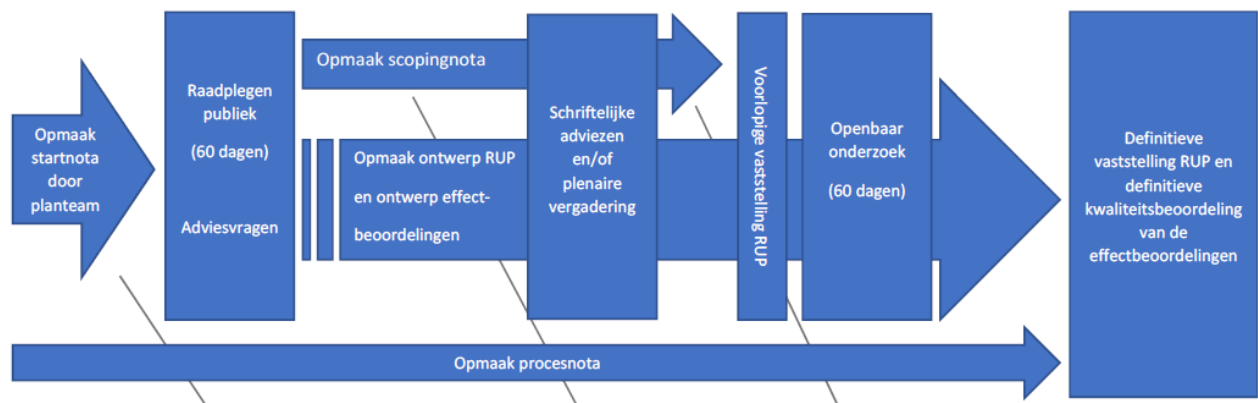 Opmaak
startnota
door
planteam
Raadplegen
publiek
(60 dagen)
Adviesvragen
Opmaak scopingnota
Opmaak ontwerp RUP
en ontwerp effect-
beoordelingen
Schriftelijke
adviezen
en/of
plenaire
vergadering
Voorlopige vaststelling RUP
Openbaar
onderzoek
(60 dagen)
Definitieve
vaststelling RUP en
definitieve
kwaliteitsbeoordeling
van de
effectbeoordelingen
Opmaak procesnota